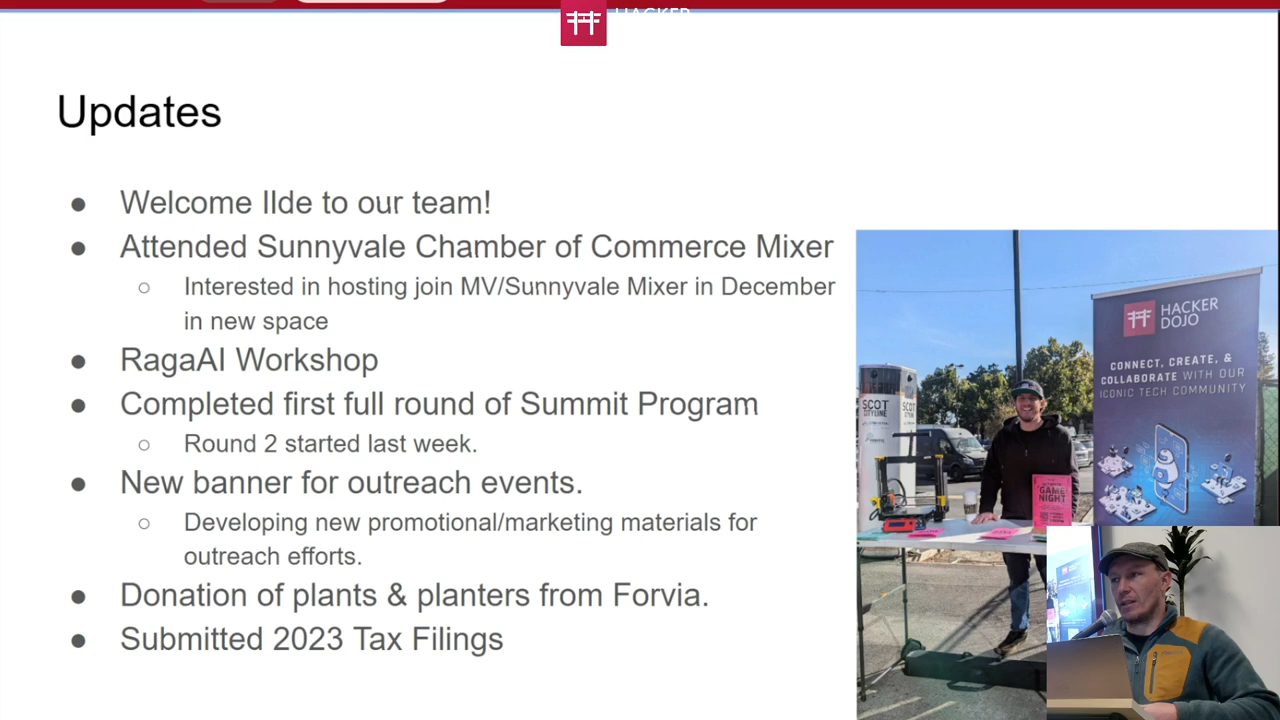 HACKER
Updates
● Welcome Ilde to our team!
● Attended Sunnyvale Chamber of Commerce Mixer
○ Interested in hosting join MV/Sunnyvale Mixer in December
in new space
● RagaAI Workshop
● Completed first full round of Summit Program
○ Round 2 started last week.
● New banner for outreach events.
○ Developing new promotional/marketing materials for
outreach efforts.
● Donation of plants & planters from Forvia.
● Submitted 2023 Tax Filings
HACKER
DOJO
CONNECT, CREATE, &
COLLABORATE WITH OUR
ICONIC TECH COMMUNITY
SCOT
SCOT
GAME
NIGHT